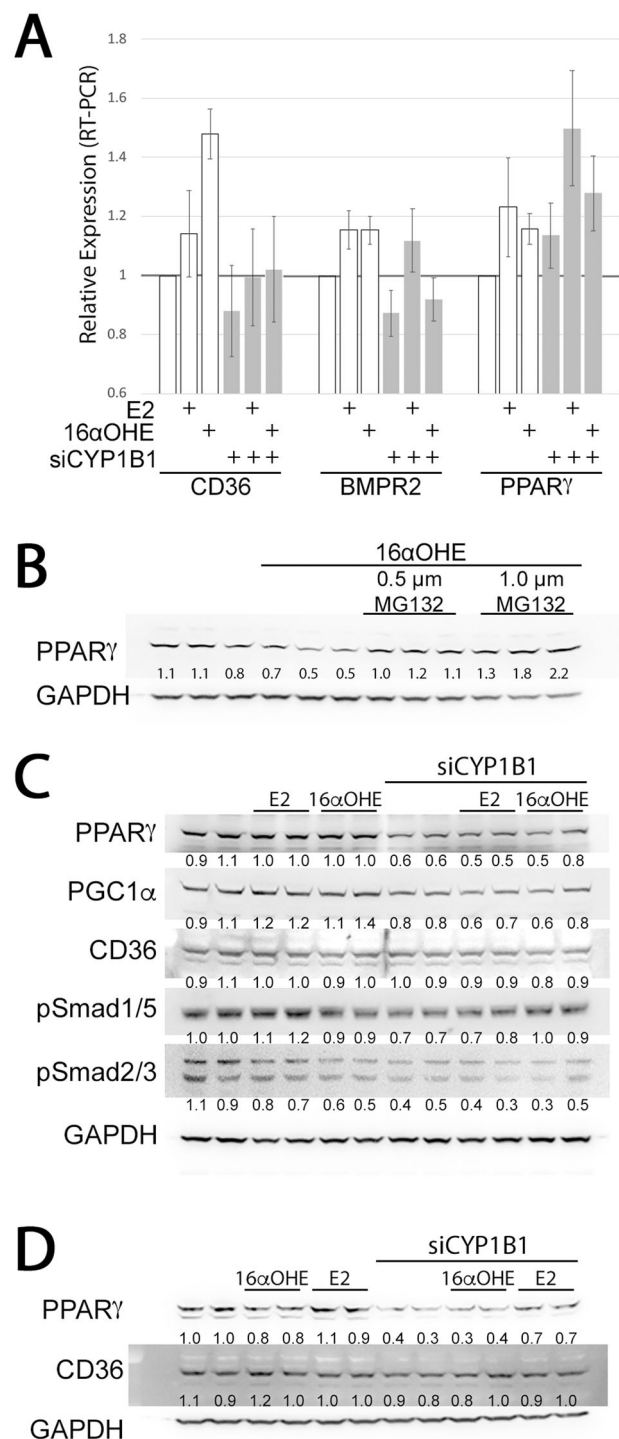 A
Relative Expression (RT-PCR)
1.8
1.6
1.4
1.2
1
0.8
0.6
E2 + + + + + +
16αOHE + + + + + +
siCYP1B1 +++ +++ +++
CD36 BMPR2 PPARγ
B
16αOHE
0.5 μm 1.0 μm
MG132 MG132
PPARγ
1.1 1.1 0.8 0.7 0.5 0.5 1.0 1.2 1.1 1.3 1.8 2.2
GAPDH
C
siCYP1B1
E2 16αOHE E2 16αOHE
PPARγ
0.9 1.1 1.0 1.0 1.0 1.0 0.6 0.6 0.5 0.5 0.5 0.8
PGC1α
0.9 1.1 1.2 1.2 1.1 1.4 0.8 0.8 0.6 0.7 0.6 0.8
CD36
0.9 1.1 1.0 1.0 0.9 1.0 1.0 0.9 0.9 0.9 0.8 0.9
pSmad1/5
1.0 1.0 1.1 1.2 0.9 0.9 0.7 0.7 0.7 0.8 1.0 0.9
pSmad2/3
1.1 0.9 0.8 0.7 0.6 0.5 0.4 0.5 0.4 0.3 0.3 0.5
GAPDH
D
siCYP1B1
16αOHE E2 16αOHE E2
PPARγ
1.0 1.0 0.8 0.8 1.1 0.9 0.4 0.3 0.3 0.4 0.7 0.7
CD36
1.1 0.9 1.2 1.0 1.0 1.0 0.9 0.8 0.8 1.0 0.9 1.0
GAPDH